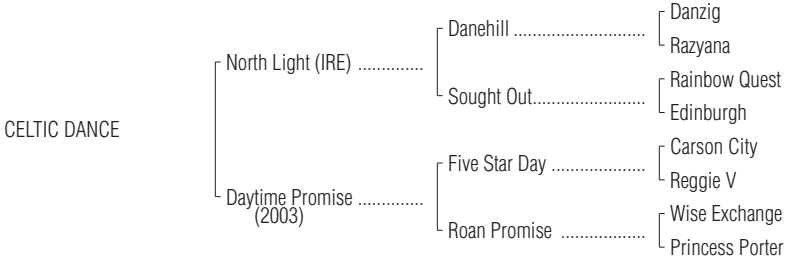 Danzig
Danehill ............................
Razyana
North Light (IRE) ..............
Rainbow Quest
Sought Out........................
Edinburgh
CELTIC DANCE
Carson City
Five Star Day ....................
Reggie V
Daytime Promise ..............
(2003)
Wise Exchange
Roan Promise ..................
Princess Porter